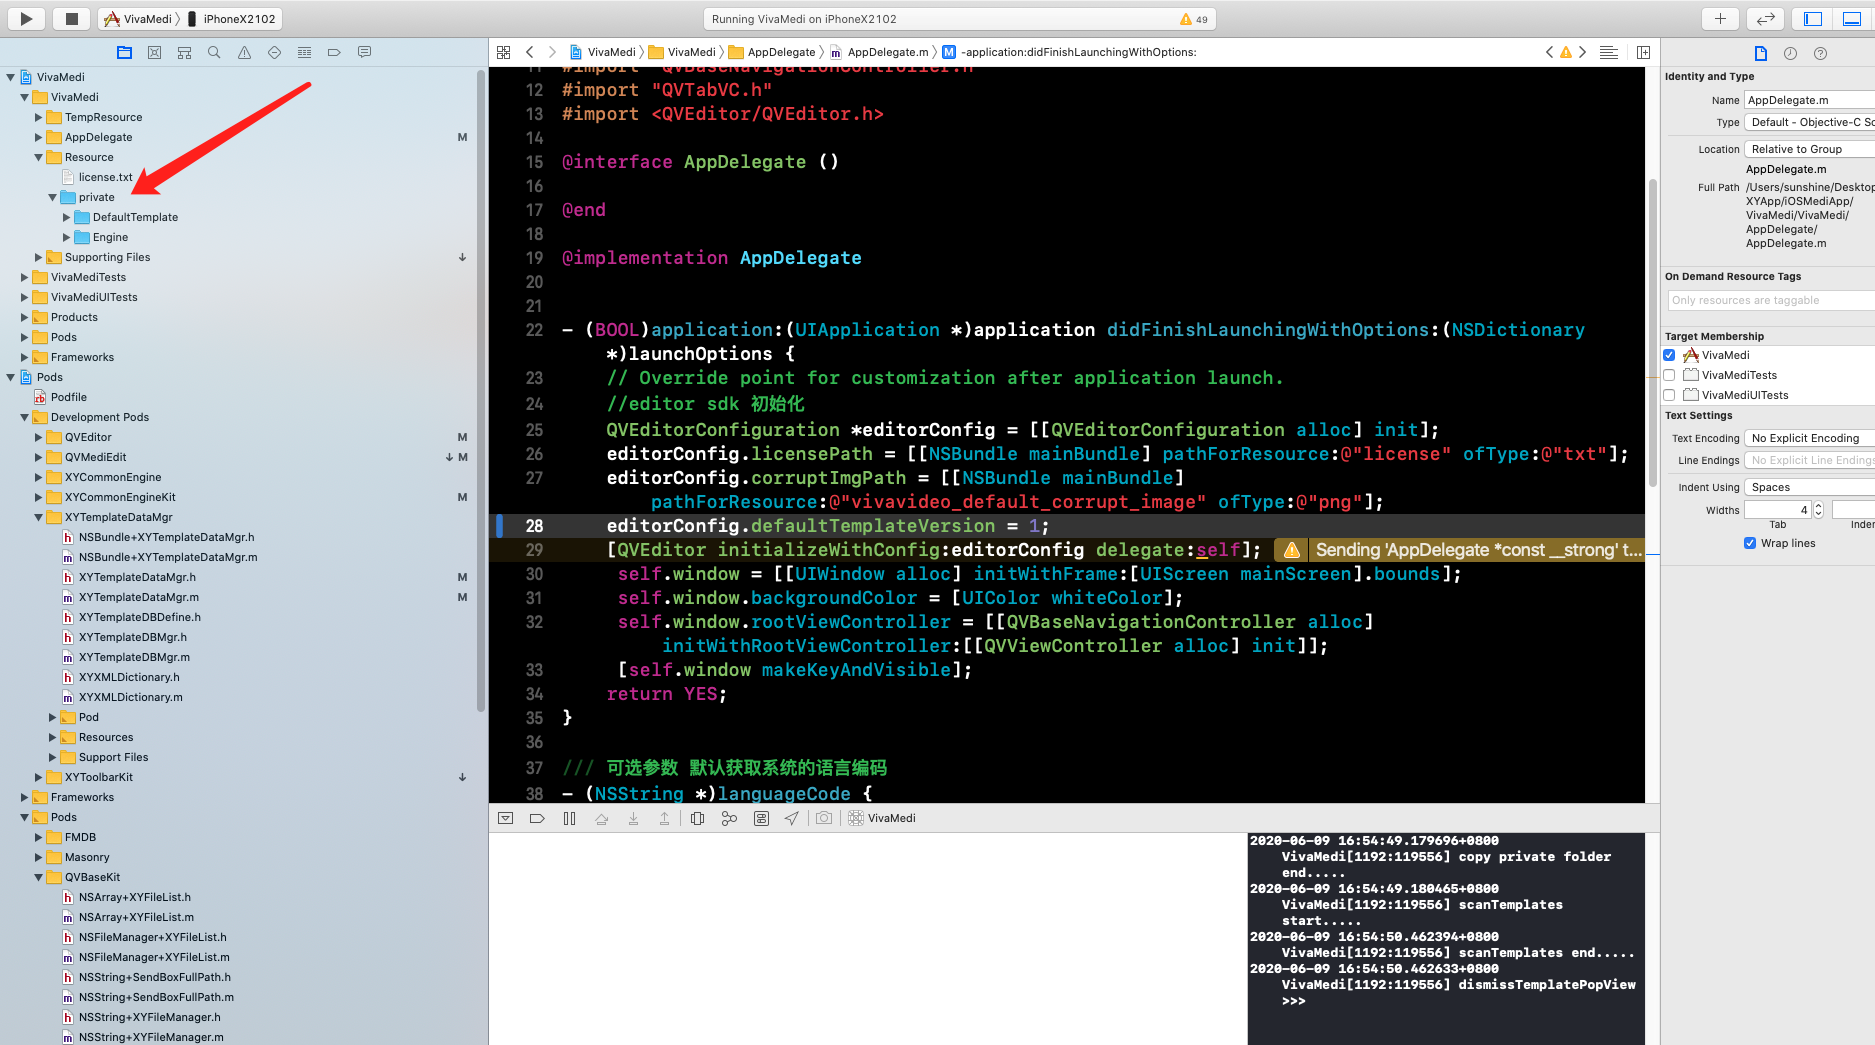 VivaMedi
iPhoneX2102
Running VivaMedi on iPhoneX2102
49
VivaMedi
VivaMedi
TempResource
AppDelegate
M
Resource
license.txt
private
DefaultTemplate
Engine
Supporting Files
VivaMediTests
VivaMediUITests
Products
Pods
Frameworks
Pods
Podfile
Development Pods
QVEditor
M
QVMediEdit
M
XYCommonEngine
XYCommonEngineKit
M
XYTemplateDataMgr
NSBundle+XYTemplateDataMgr.h
NSBundle+XYTemplateDataMgr.m
XYTemplateDataMgr.h
M
XYTemplateDataMgr.m
M
XYTemplateDBDefine.h
XYTemplateDBMgr.h
XYTemplateDBMgr.m
XYXMLDictionary.h
XYXMLDictionary.m
Pod
Resources
Support Files
XYToolbarKit
Frameworks
Pods
FMDB
Masonry
QVBaseKit
NSArray+XYFileList.h
NSArray+XYFileList.m
NSFileManager+XYFileList.h
NSFileManager+XYFileList.m
NSString+SendBoxFullPath.h
NSString+SendBoxFullPath.m
NSString+XYFileManager.h
NSString+XYFileManager.m
VivaMedi
VivaMedi
AppDelegate
AppDelegate.m
M
-application:didFinishLaunchingWithOptions:
11 #import "QVBaseNavigationController.h"
12 #import "QVTabVC.h"
13 #import <QVEditor/QVEditor.h>
14
15 @interface AppDelegate ()
16
17 @end
18
19 @implementation AppDelegate
20
21
22 - (BOOL)application:(UIApplication *)application didFinishLaunchingWithOptions:(NSDictionary
*)launchOptions {
23 // Override point for customization after application launch.
24 //editor sdk 初始化
25 QVEditorConfiguration *editorConfig = [[QVEditorConfiguration alloc] init];
26 editorConfig.licensePath = [[NSBundle mainBundle] pathForResource:@"license" ofType:@"txt"];
27 editorConfig.corruptImgPath = [[NSBundle mainBundle]
pathForResource:@"vivavideo_default_corrupt_image" ofType:@"png"];
28 editorConfig.defaultTemplateVersion = 1;
29 [QVEditor initializeWithConfig:editorConfig delegate:self];
Sending 'AppDelegate *const __strong' t...
30 self.window = [[UIWindow alloc] initWithFrame:[UIScreen mainScreen].bounds];
31 self.window.backgroundColor = [UIColor whiteColor];
32 self.window.rootViewController = [[QVBaseNavigationController alloc]
initWithRootViewController:[[QVViewController alloc] init]];
33 [self.window makeKeyAndVisible];
34 return YES;
35 }
36
37 /// 可选参数 默认获取系统的语言编码
38 - (NSString *)languageCode {
VivaMedi
2020-06-09 16:54:49.179696+0800
VivaMedi[1192:119556] copy private folder
end.....
2020-06-09 16:54:49.180465+0800
VivaMedi[1192:119556] scanTemplates
start.....
2020-06-09 16:54:50.462394+0800
VivaMedi[1192:119556] scanTemplates end.....
2020-06-09 16:54:50.462633+0800
VivaMedi[1192:119556] dismissTemplatePopView
>>>
Identity and Type
Name AppDelegate.m
Type Default - Objective-C So
Location Relative to Group
AppDelegate.m
Full Path /Users/sunshine/Desktop
XYApp/iOSMediApp/
VivaMedi/VivaMedi/
AppDelegate/
AppDelegate.m
On Demand Resource Tags
Only resources are taggable
Target Membership
VivaMedi
VivaMediTests
VivaMediUITests
Text Settings
Text Encoding No Explicit Encoding
Line Endings No Explicit Line Endings
Indent Using Spaces
Widths 4
Tab
Inden
Wrap lines